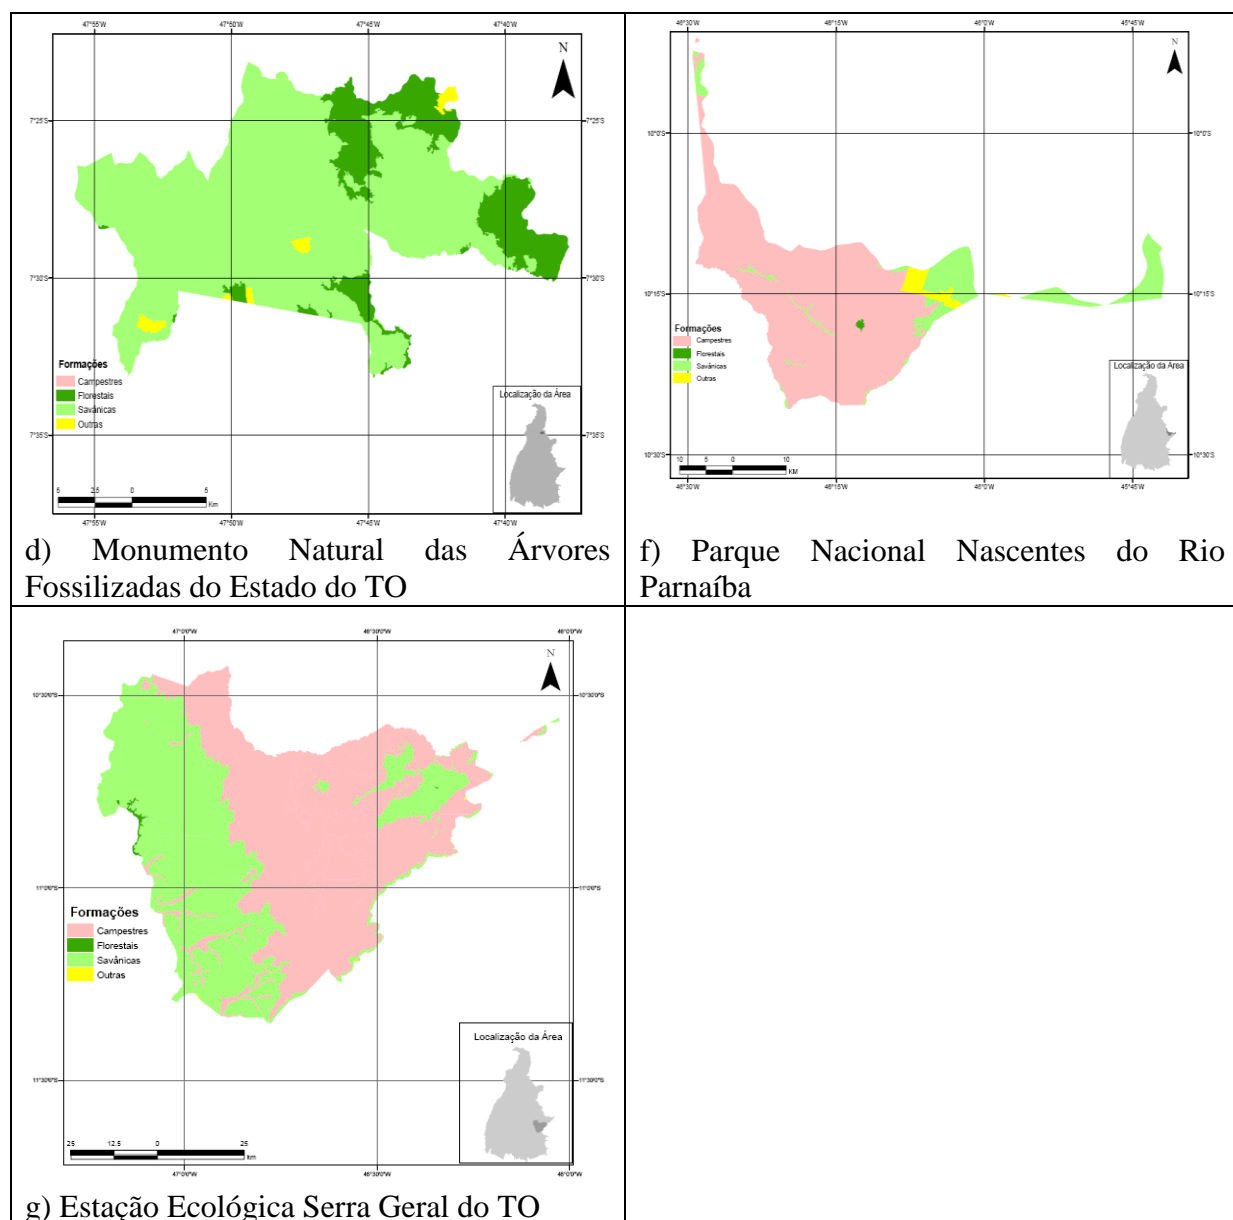 47°55'W 47°50'W 47°45'W 47°40'W
N
7°25'S 7°25'S
7°30'S 7°30'S
7°35'S 7°35'S
Formações
Campestres
Florestais
Savânicas
Outras
Localização da Área
5 2.5 0 5
Km
47°55'W 47°50'W 47°45'W 47°40'W
d) Monumento Natural das Árvores
Fossilizadas do Estado do TO
46°30'W 46°15'W 46°0'W 45°45'W
N
10°0'S 10°0'S
10°15'S 10°15'S
10°30'S 10°30'S
Formações
Campestres
Florestais
Savânicas
Outras
Localização da Área
10 5 0 10
KM
46°30'W 46°15'W 46°0'W 45°45'W
f) Parque Nacional Nascentes do Rio
Parnaíba
47°0'0"W 46°30'0"W 46°0'0"W
N
10°30'0"S 10°30'0"S
11°0'0"S 11°0'0"S
11°30'0"S 11°30'0"S
Formações
Campestres
Florestais
Savânicas
Outras
Localização da Área
25 12.5 0 25
km
47°0'0"W 46°30'0"W 46°0'0"W
g) Estação Ecológica Serra Geral do TO